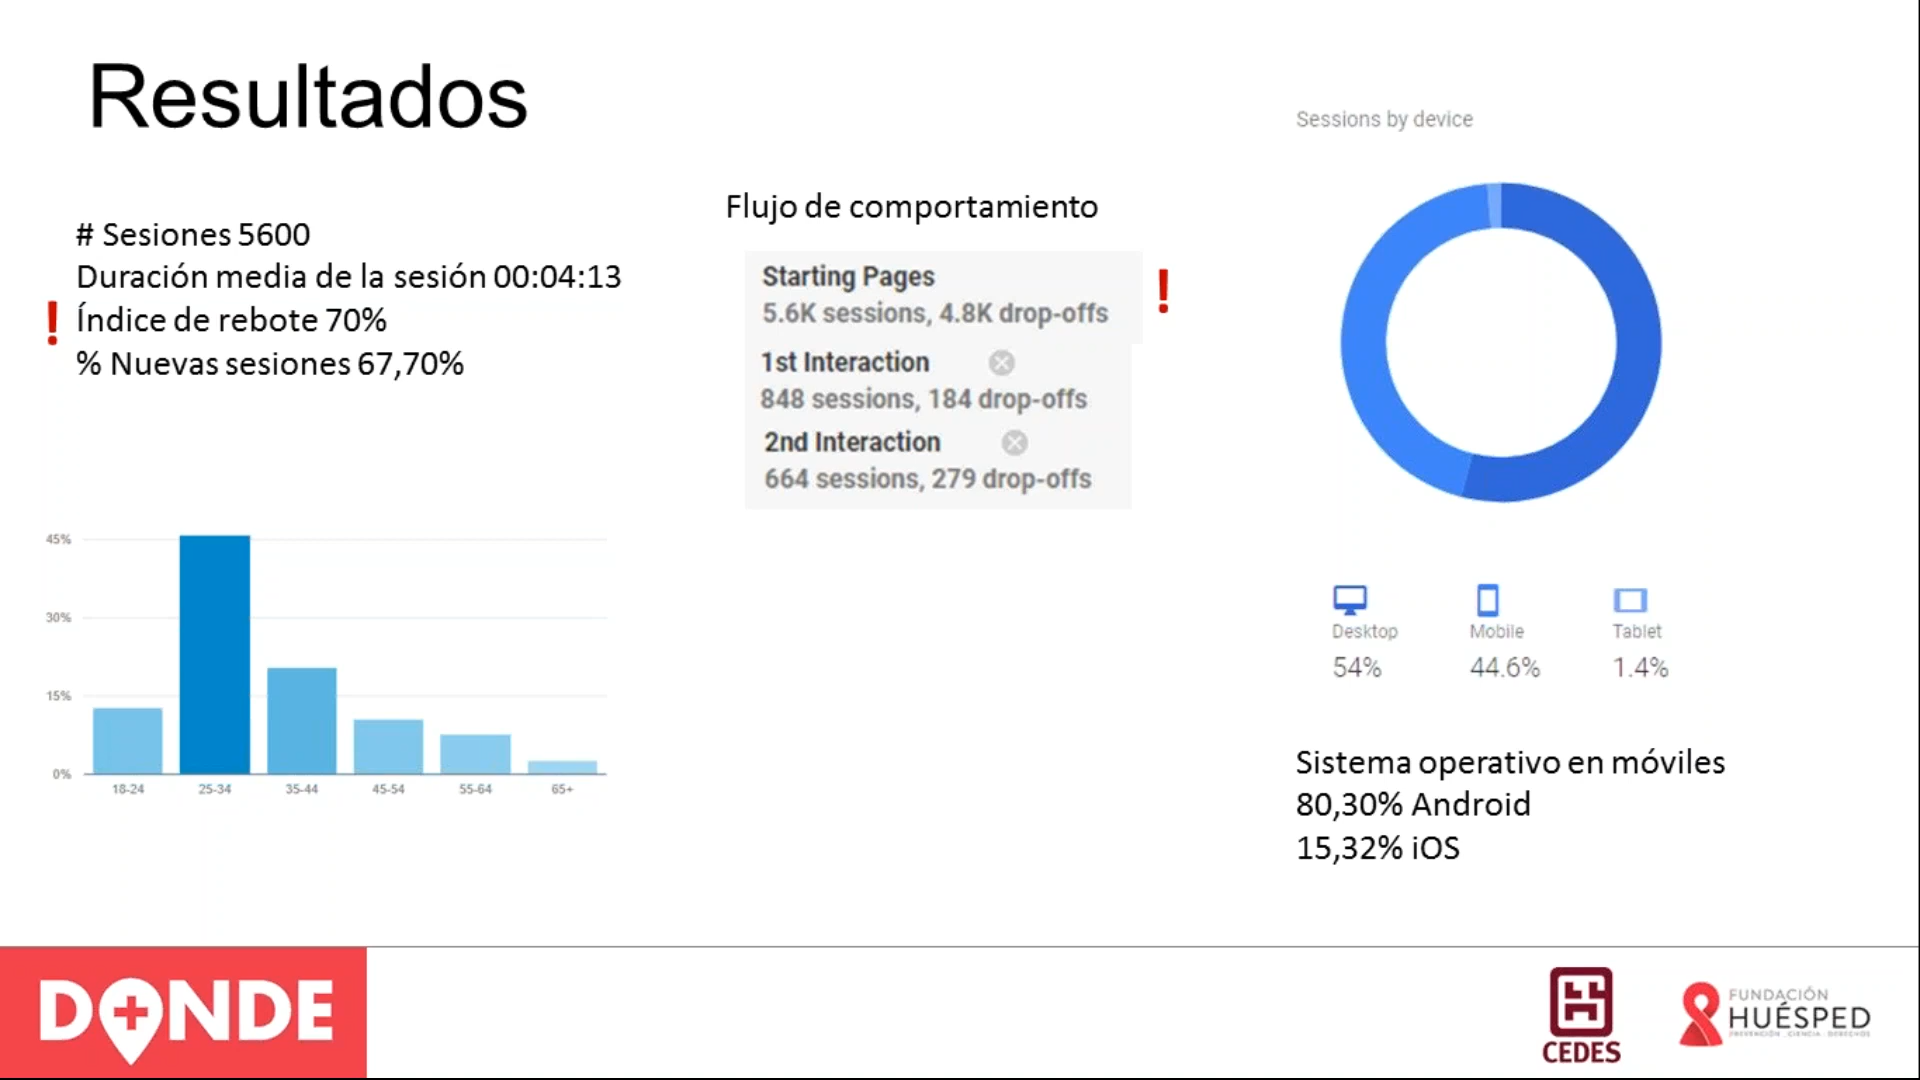 Resultados
# Sesiones 5600
Duración media de la sesión 00:04:13
❗Índice de rebote 70%
% Nuevas sesiones 67,70%
45%
30%
15%
0%
18-24
25-34
35-44
45-54
55-64
65+
Flujo de comportamiento
Starting Pages
5.6K sessions, 4.8K drop-offs
❗
1st Interaction
848 sessions, 184 drop-offs
2nd Interaction
664 sessions, 279 drop-offs
Sessions by device
Desktop
Mobile
Tablet
54%
44.6%
1.4%
Sistema operativo en móviles
80,30% Android
15,32% iOS
DONDE
CEDES
FUNDACIÓN
HUÉSPED
PREVENCIÓN . CIENCIA . DERECHOS